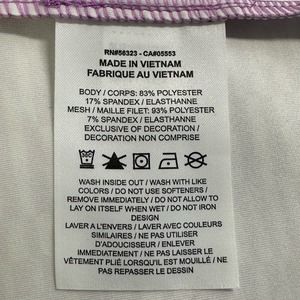 RN#56323 - CA#05553
MADE IN VIETNAM
FABRIQUE AU VIETNAM
BODY / CORPS: 83% POLYESTER
17% SPANDEX / ELASTHANNE
MESH / MAILLE FILET: 93% POLYESTER
7% SPANDEX / ELASTHANNE
EXCLUSIVE OF DECORATION /
DECORATION NON COMPRISE
WASH INSIDE OUT / WASH WITH LIKE
COLORS / DO NOT USE SOFTENERS /
REMOVE IMMEDIATELY / DO NOT ALLOW TO
LAY ON ITSELF WHEN WET / DO NOT IRON
DESIGN
LAVER A L'ENVERS / LAVER AVEC COULEURS
SIMILAIRES / NE PAS UTILISER
D'ADOUCISSEUR / ENLEVER
IMMEDIATEMENT / NE PAS LAISSER LE
VÊTEMENT PLIÉ LORSQU'IL EST MOUILLÉ / NE
PAS REPASSER LE DESSIN